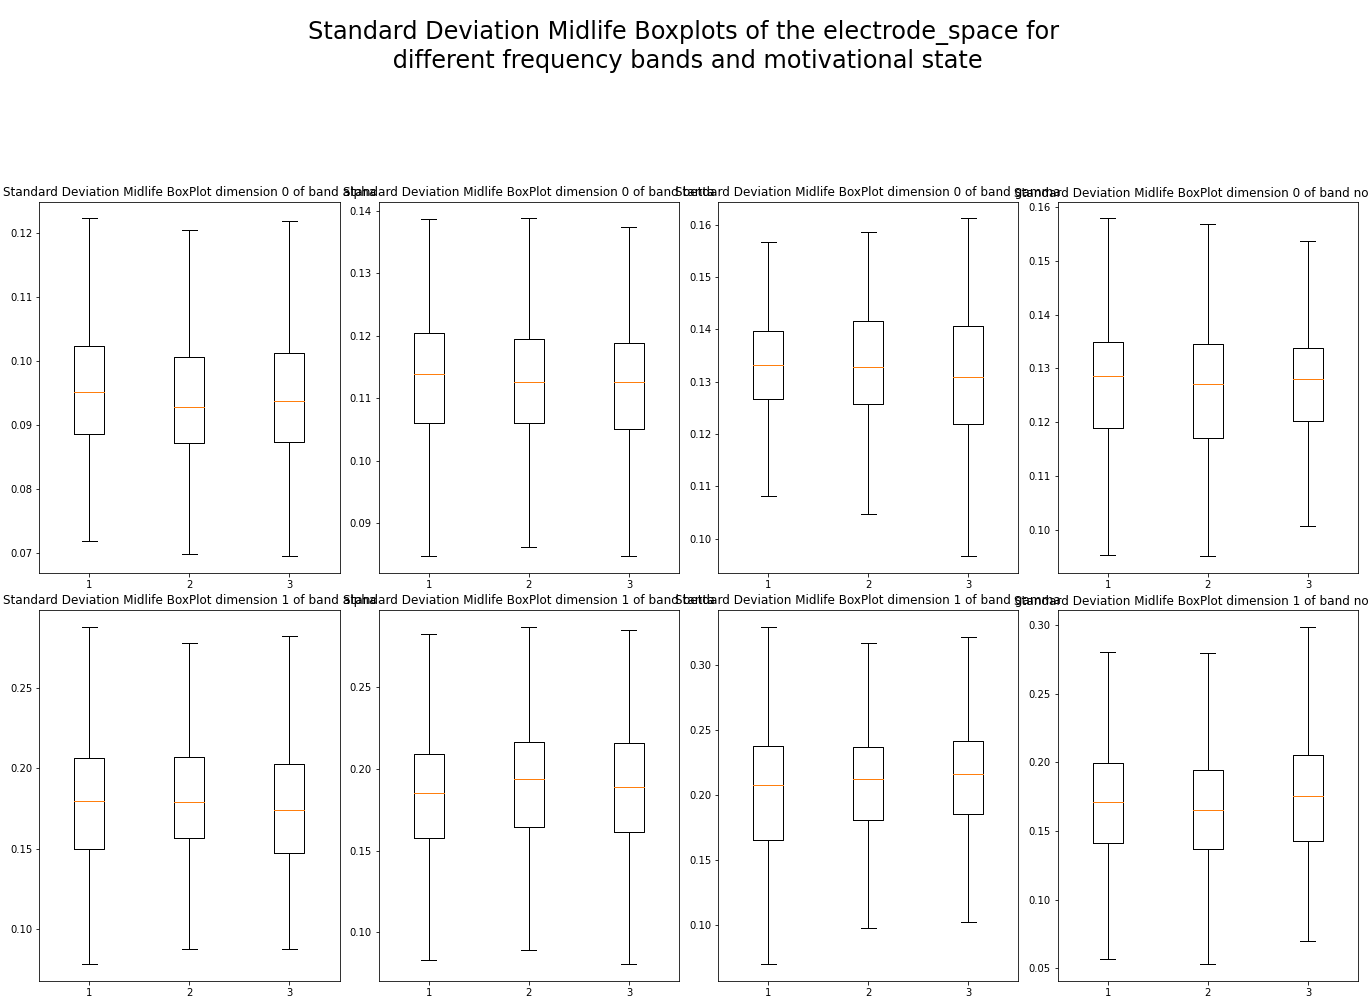 Standard Deviation Midlife Boxplots of the electrode_space for
different frequency bands and motivational state
Standard Deviation Midlife BoxPlot dimension 0 of band alpha
0.12
0.11
0.10
0.09
0.08
0.07
1 2 3
Standard Deviation Midlife BoxPlot dimension 0 of band beta
0.14
0.13
0.12
0.11
0.10
0.09
1 2 3
Standard Deviation Midlife BoxPlot dimension 0 of band gamma
0.16
0.15
0.14
0.13
0.12
0.11
0.10
1 2 3
Standard Deviation Midlife BoxPlot dimension 0 of band no
0.16
0.15
0.14
0.13
0.12
0.11
0.10
1 2 3
Standard Deviation Midlife BoxPlot dimension 1 of band alpha
0.25
0.20
0.15
0.10
1 2 3
Standard Deviation Midlife BoxPlot dimension 1 of band beta
0.25
0.20
0.15
0.10
1 2 3
Standard Deviation Midlife BoxPlot dimension 1 of band gamma
0.30
0.25
0.20
0.15
0.10
1 2 3
Standard Deviation Midlife BoxPlot dimension 1 of band no
0.30
0.25
0.20
0.15
0.10
0.05
1 2 3